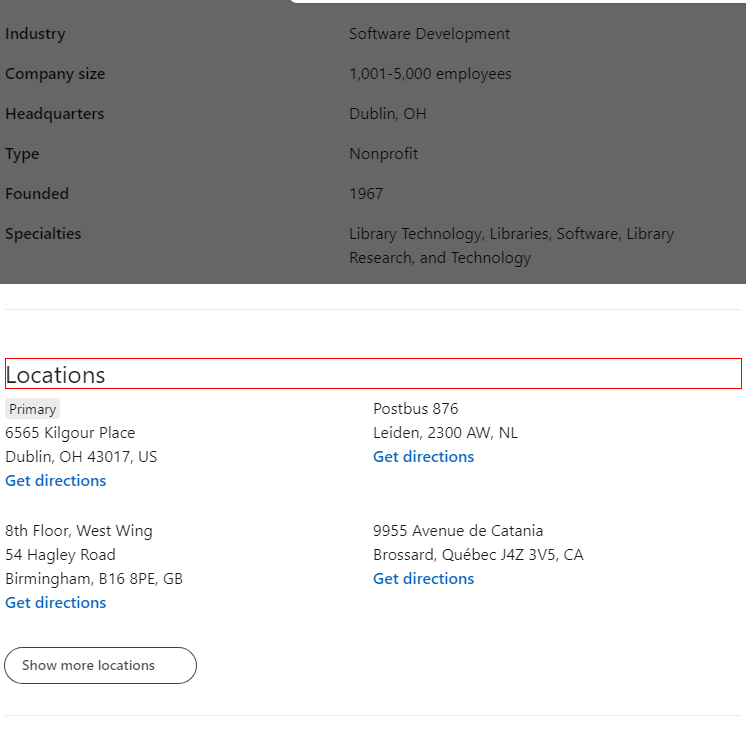 Industry Software Development
Company size 1,001-5,000 employees
Headquarters Dublin, OH
Type Nonprofit
Founded 1967
Specialties Library Technology, Libraries, Software, Library
Research, and Technology
Locations
Primary
6565 Kilgour Place
Dublin, OH 43017, US
Get directions
Postbus 876
Leiden, 2300 AW, NL
Get directions
8th Floor, West Wing
54 Hagley Road
Birmingham, B16 8PE, GB
Get directions
9955 Avenue de Catania
Brossard, Québec J4Z 3V5, CA
Get directions
Show more locations